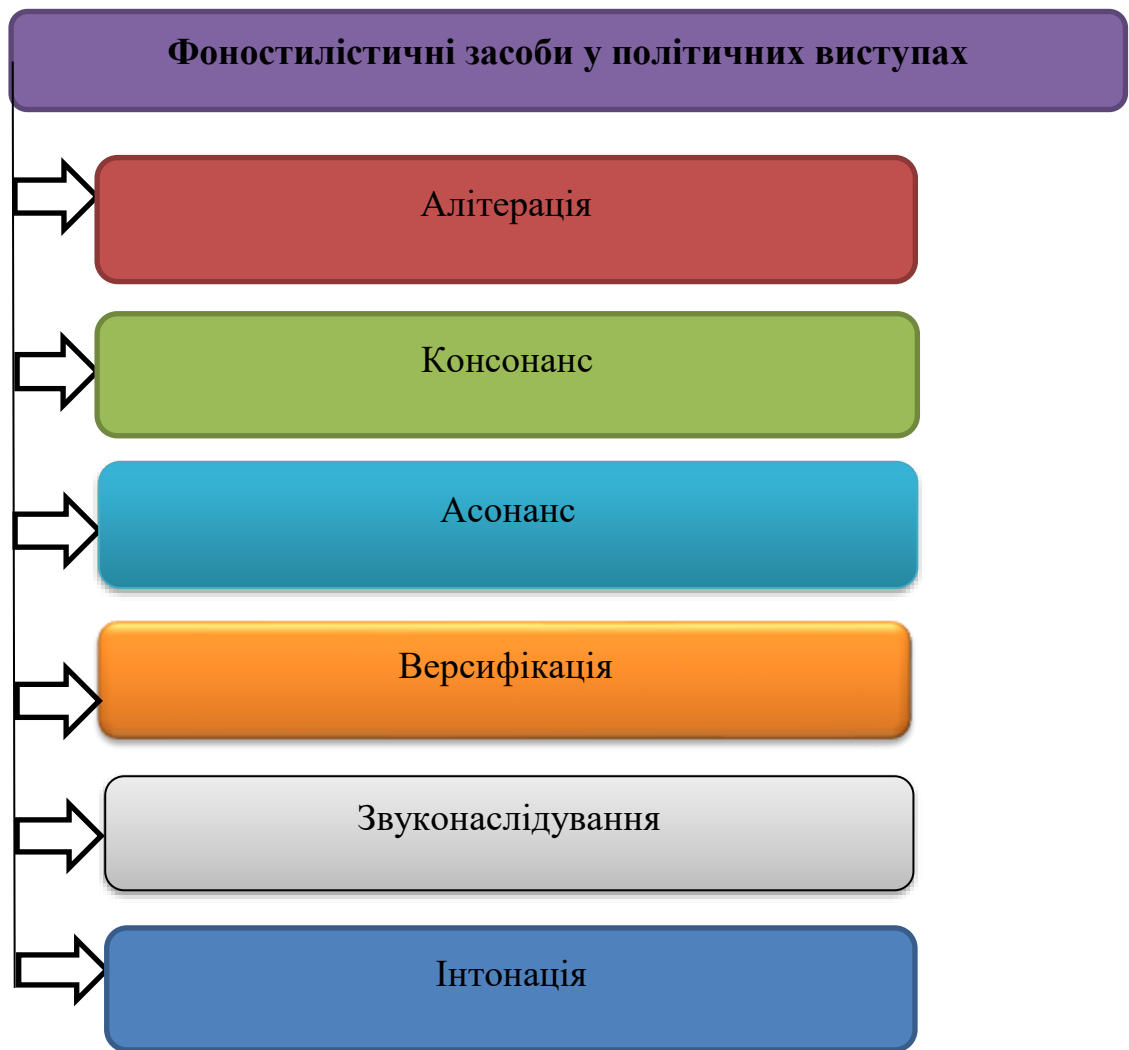 Фоностилістичні засоби у політичних виступах
Алітерація
Консонанс
Асонанс
Версифікація
Звуконаслідування
Інтонація